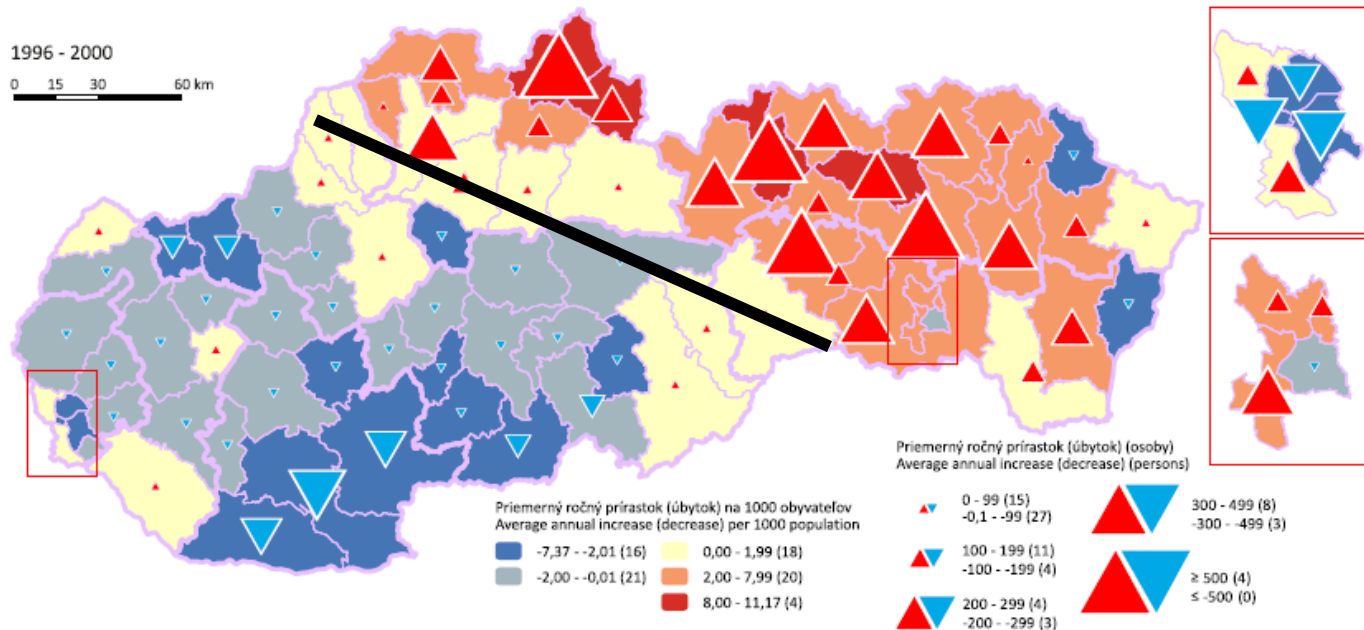 1996 - 2000
0 15 30 60 km
Priemerný ročný prírastok (úbytok) na 1000 obyvateľov
Average annual increase (decrease) per 1000 population
-7,37 - -2,01 (16)
-2,00 - -0,01 (21)
0,00 - 1,99 (18)
2,00 - 7,99 (20)
8,00 - 11,17 (4)
Priemerný ročný prírastok (úbytok) (osoby)
Average annual increase (decrease) (persons)
0 - 99 (15)
-0,1 - -99 (27)
100 - 199 (11)
-100 - -199 (4)
200 - 299 (4)
-200 - -299 (3)
300 - 499 (8)
-300 - -499 (3)
≥ 500 (4)
≤ -500 (0)